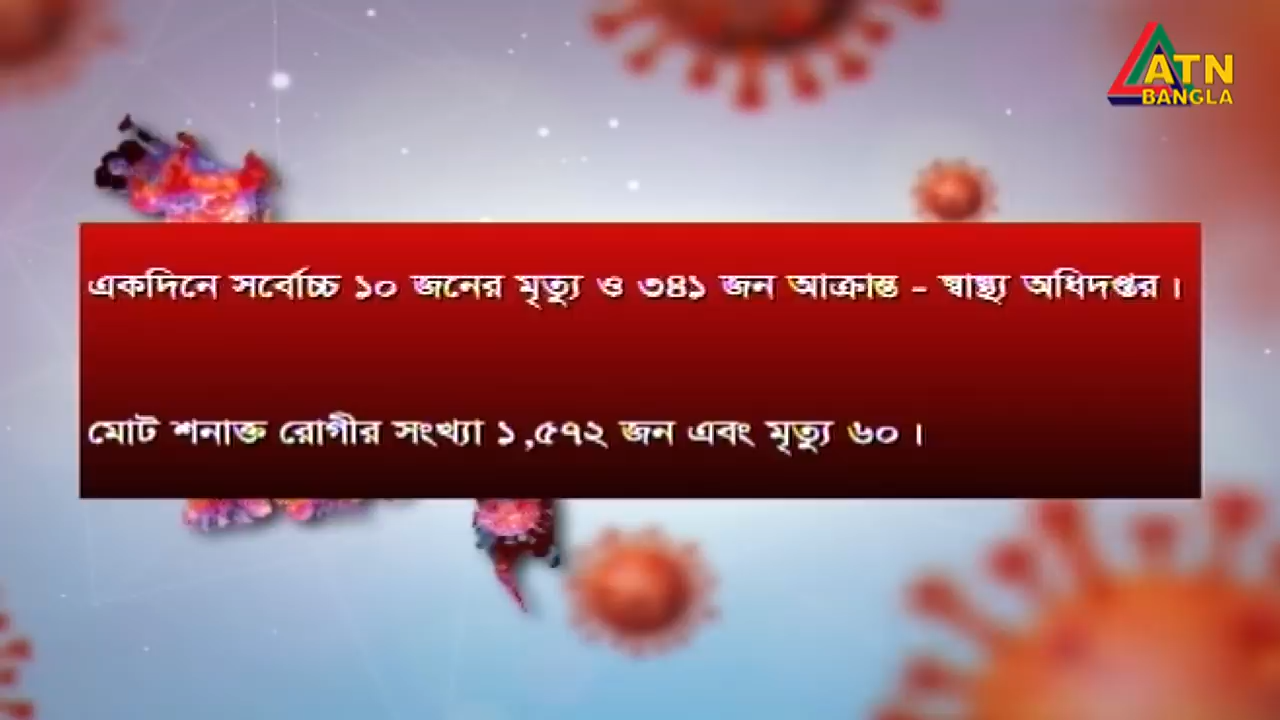 ATN
BANGLA
একদিনে সর্বোচ্চ ১০ জনের মৃত্যু ও ৩৪১ জন আক্রান্ত - স্বাস্থ্য অধিদপ্তর ।
মোট শনাক্ত রোগীর সংখ্যা ১,৫৭২ জন এবং মৃত্যু ৬০ ।